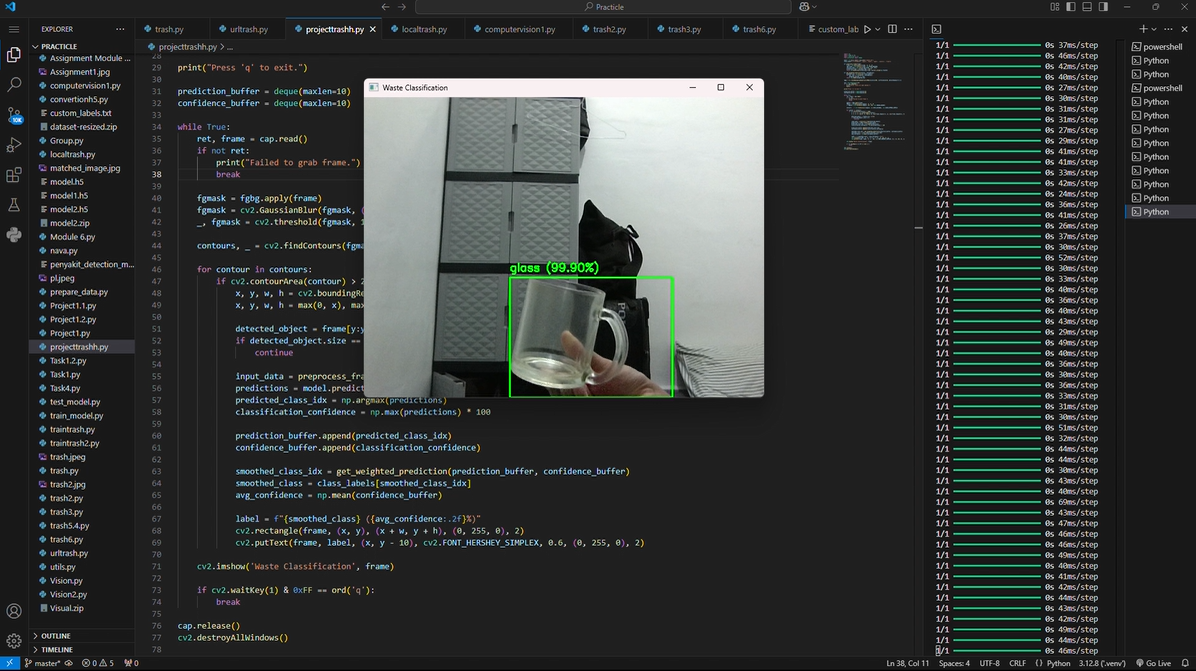 Practicle
EXPLORER
PRACTICLE
Assignment Module ...
Assignment1.jpg
computervision1.py
convertionh5.py
custom_labels.txt
dataset-resized.zip
Group.py
localtrash.py
matched_image.jpg
model.h5
model1.h5
model2.h5
model2.zip
Module 6.py
nava.py
penyakit_detection_m...
pl.jpeg
prepare_data.py
Project1.1.py
Project1.2.py
Project1.py
projecttrashh.py
Task1.2.py
Task1.py
Task4.py
test_model.py
train_model.py
traintrash.py
traintrash2.py
trash.jpeg
trash.py
trash2.jpg
trash2.py
trash3.py
trash5.4.py
trash6.py
urltrash.py
utils.py
Vision.py
Vision2.py
Visual.zip
OUTLINE
TIMELINE
10K
trash.py urltrash.py projecttrashh.py localtrash.py computervision1.py trash2.py trash3.py trash6.py custom_lab
projecttrashh.py > ...
28
29 print("Press 'q' to exit.")
30
31 prediction_buffer = deque(maxlen=10)
32 confidence_buffer = deque(maxlen=10)
33
34 while True:
35 ret, frame = cap.read()
36 if not ret:
37 print("Failed to grab frame.")
38 break
39
40 fgmask = fgbg.apply(frame)
41 fgmask = cv2.GaussianBlur(fgmask, (
42 _, fgmask = cv2.threshold(fgmask,
43
44 contours, _ = cv2.findContours(fgma
45
46 for contour in contours:
47 if cv2.contourArea(contour) > 2
48 x, y, w, h = cv2.boundingRe
49 x, y, w, h = max(0, x), max
50
51 detected_object = frame[y:y
52 if detected_object.size ==
53 continue
54
55 input_data = preprocess_fra
56 predictions = model.predict
57 predicted_class_idx = np.argmax(predictions)
58 classification_confidence = np.max(predictions) * 100
59
60 prediction_buffer.append(predicted_class_idx)
61 confidence_buffer.append(classification_confidence)
62
63 smoothed_class_idx = get_weighted_prediction(prediction_buffer, confidence_buffer)
64 smoothed_class = class_labels[smoothed_class_idx]
65 avg_confidence = np.mean(confidence_buffer)
66
67 label = f"{smoothed_class} ({avg_confidence:.2f}%)"
68 cv2.rectangle(frame, (x, y), (x + w, y + h), (0, 255, 0), 2)
69 cv2.putText(frame, label, (x, y - 10), cv2.FONT_HERSHEY_SIMPLEX, 0.6, (0, 255, 0), 2)
70
71 cv2.imshow('Waste Classification', frame)
72
73 if cv2.waitKey(1) & 0xFF == ord('q'):
74 break
75
76 cap.release()
77 cv2.destroyAllWindows()
78
Waste Classification
glass (99.90%)
1/1 0s 37ms/step
1/1 0s 46ms/step
1/1 0s 42ms/step
1/1 0s 40ms/step
1/1 0s 27ms/step
1/1 0s 30ms/step
1/1 0s 31ms/step
1/1 0s 31ms/step
1/1 0s 27ms/step
1/1 0s 29ms/step
1/1 0s 41ms/step
1/1 0s 41ms/step
1/1 0s 33ms/step
1/1 0s 42ms/step
1/1 0s 24ms/step
1/1 0s 36ms/step
1/1 0s 41ms/step
1/1 0s 26ms/step
1/1 0s 37ms/step
1/1 0s 30ms/step
1/1 0s 52ms/step
1/1 0s 30ms/step
1/1 0s 33ms/step
1/1 0s 40ms/step
1/1 0s 36ms/step
1/1 0s 40ms/step
1/1 0s 43ms/step
1/1 0s 29ms/step
1/1 0s 49ms/step
1/1 0s 40ms/step
1/1 0s 36ms/step
1/1 0s 30ms/step
1/1 0s 36ms/step
1/1 0s 33ms/step
1/1 0s 31ms/step
1/1 0s 30ms/step
1/1 0s 51ms/step
1/1 0s 32ms/step
1/1 0s 44ms/step
1/1 0s 44ms/step
1/1 0s 30ms/step
1/1 0s 43ms/step
1/1 0s 40ms/step
1/1 0s 69ms/step
1/1 0s 43ms/step
1/1 0s 47ms/step
1/1 0s 46ms/step
1/1 0s 46ms/step
1/1 0s 49ms/step
1/1 0s 40ms/step
1/1 0s 41ms/step
1/1 0s 42ms/step
1/1 0s 44ms/step
1/1 0s 43ms/step
1/1 0s 42ms/step
1/1 0s 49ms/step
1/1 0s 44ms/step
1/1 0s 46ms/step
powershell
Python
Python
powershell
Python
Python
Python
Python
Python
Python
Python
Python
Python
master* 0 5 0 Ln 38, Col 11 Spaces: 4 UTF-8 CRLF Python 3.12.8 ('.venv') Go Live